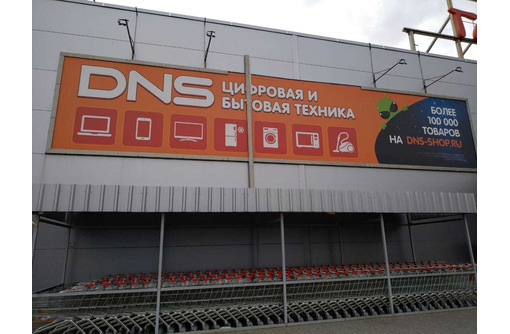 DNS
ЦИФРОВАЯ И
БЫТОВАЯ ТЕХНИКА
БОЛЕЕ
100 000
ТОВАРОВ
НА DNS-SHOP.RU